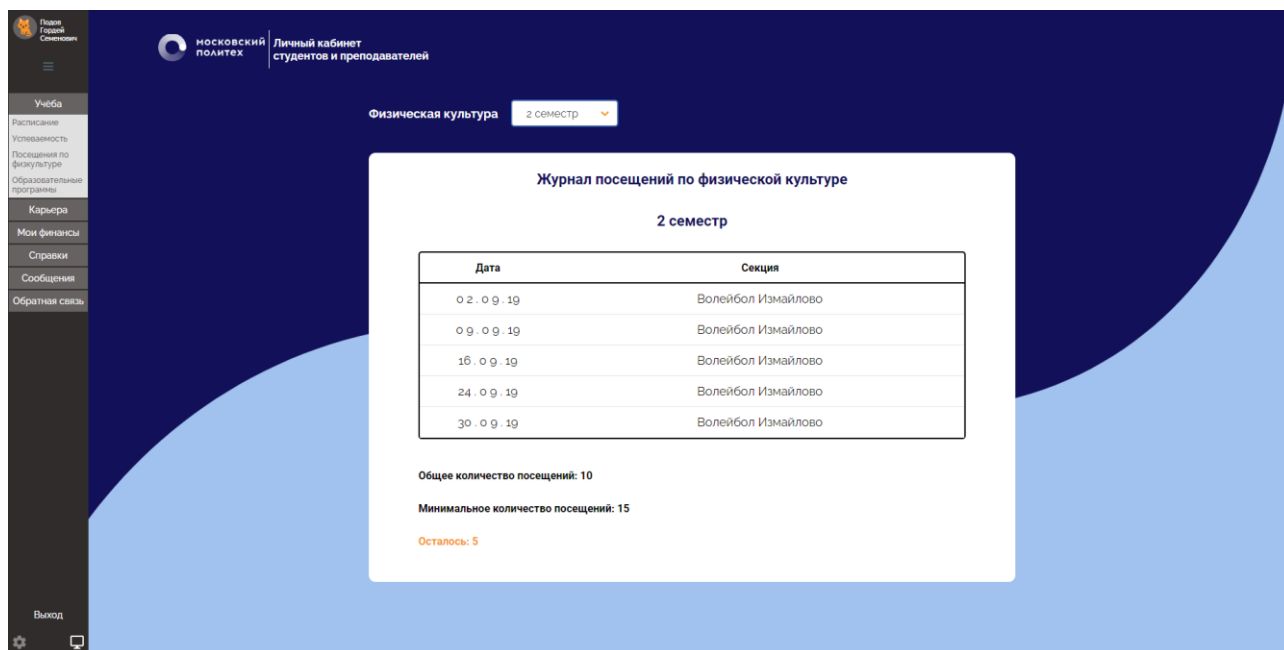 Подов
Гордей
Семенович
московский
политех
Личный кабинет
студентов и преподавателей
Учёба
Расписание
Успеваемость
Посещения по
физкультуре
Образовательные
программы
Карьера
Мои финансы
Справки
Сообщения
Обратная связь
Выход
Физическая культура 2 семестр
Журнал посещений по физической культуре
2 семестр
Дата Секция
02.09.19 Волейбол Измайлово
09.09.19 Волейбол Измайлово
16.09.19 Волейбол Измайлово
24.09.19 Волейбол Измайлово
30.09.19 Волейбол Измайлово
Общее количество посещений: 10
Минимальное количество посещений: 15
Осталось: 5